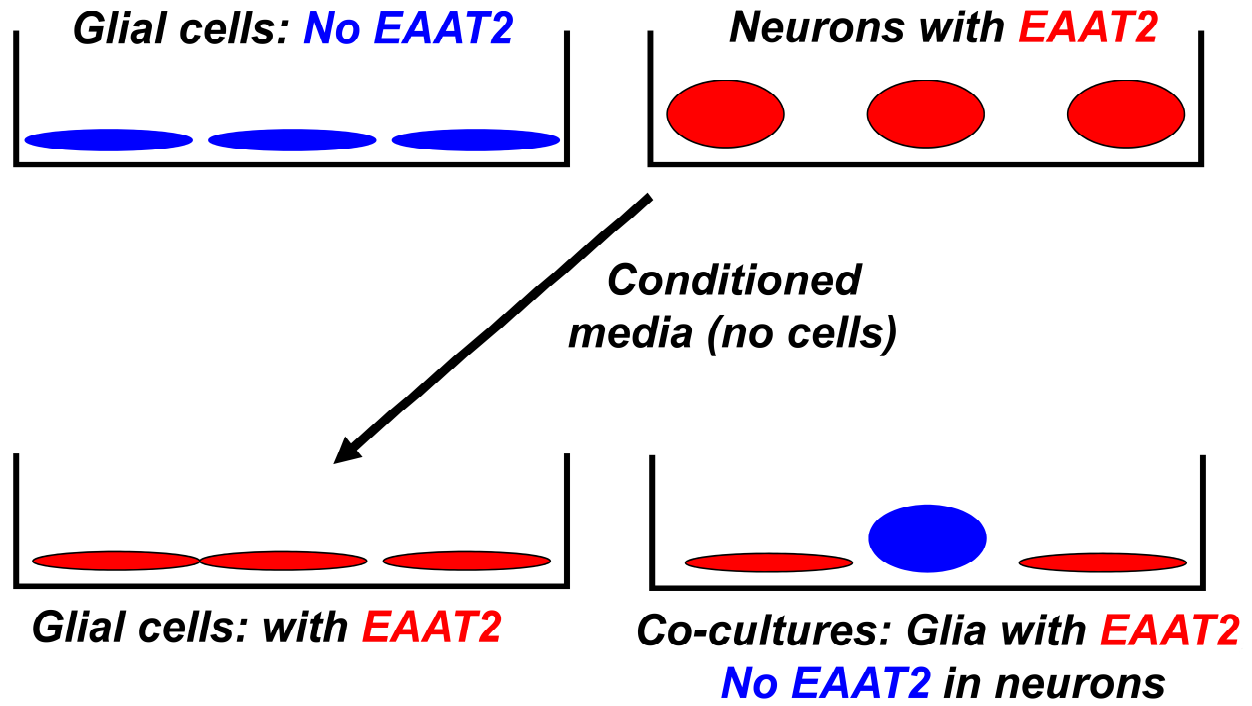 Glial cells: No EAAT2
Neurons with EAAT2
Conditioned
media (no cells)
Glial cells: with EAAT2
Co-cultures: Glia with EAAT2
No EAAT2 in neurons